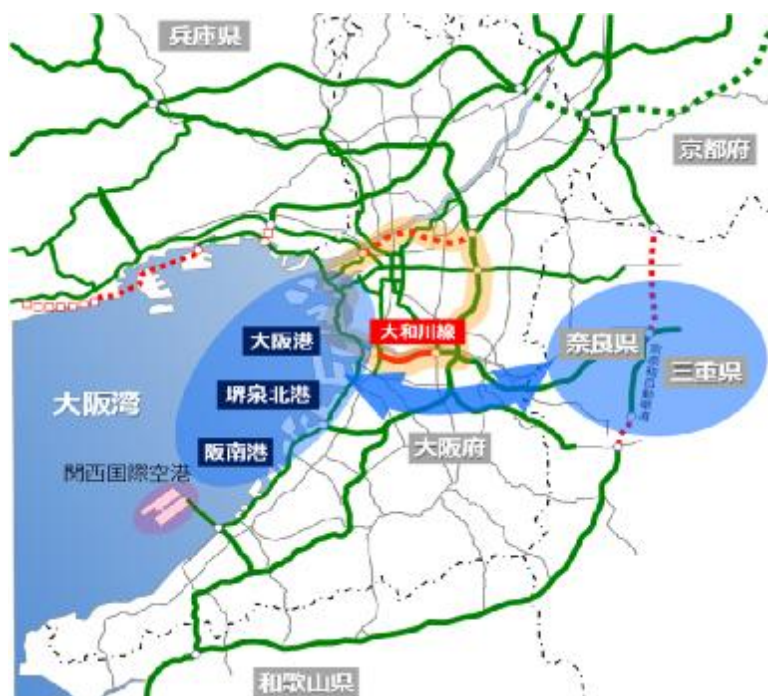 兵庫県
京都府
大和川線
大阪港
奈良県
三重県
堺泉北港
大阪湾
大阪府
阪南港
関西国際空港
和歌山県